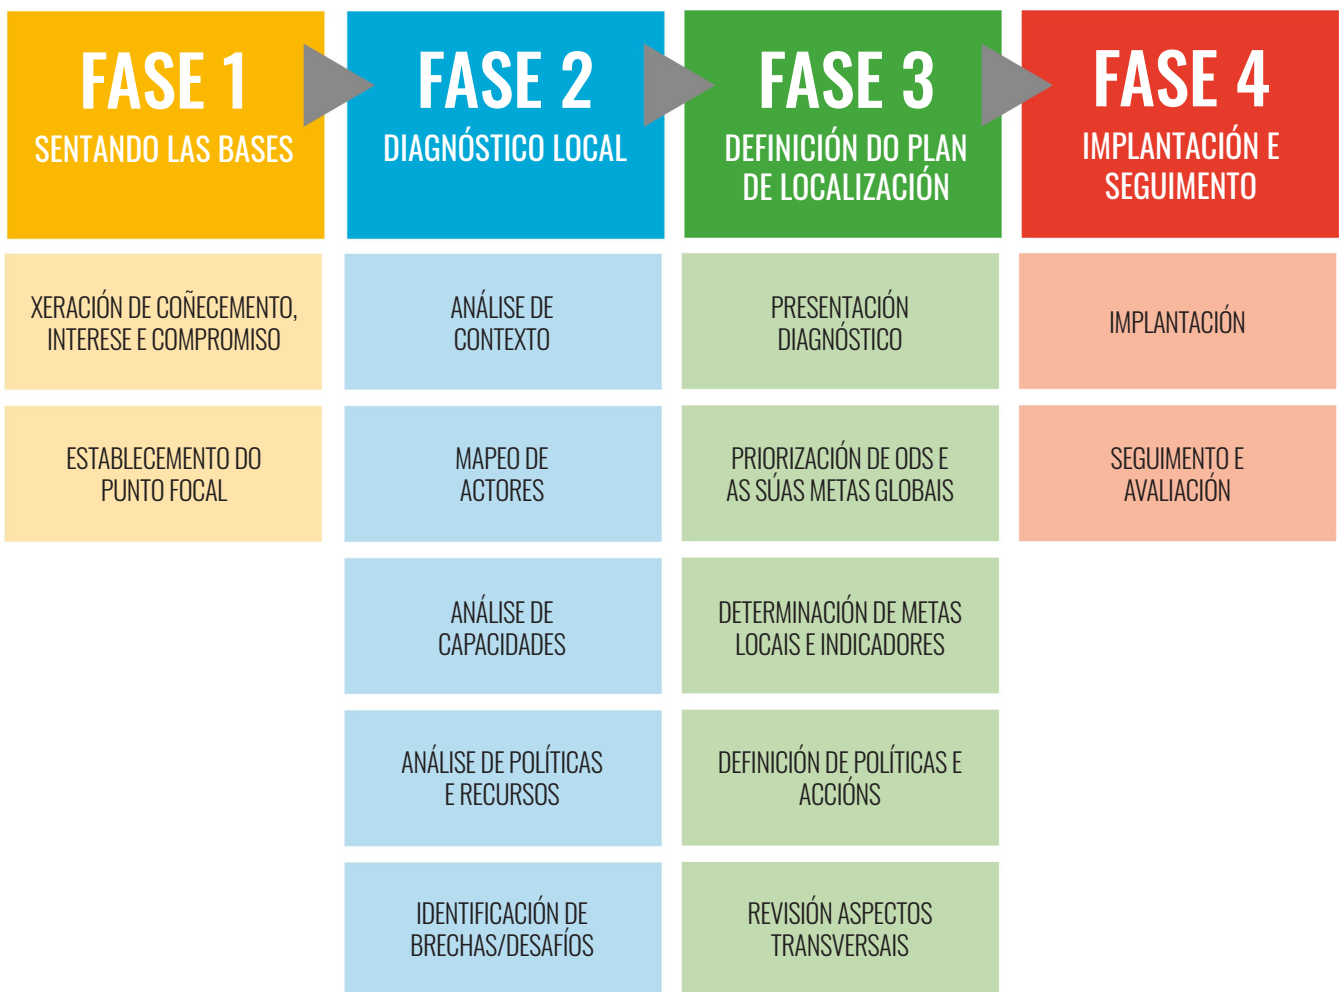 FASE 1
SENTANDO LAS BASES
XERACIÓN DE COÑECEMENTO,
INTERESE E COMPROMISO
ESTABLECEMENTO DO
PUNTO FOCAL
FASE 2
DIAGNÓSTICO LOCAL
ANÁLISE DE
CONTEXTO
MAPEO DE
ACTORES
ANÁLISE DE
CAPACIDADES
ANÁLISE DE POLÍTICAS
E RECURSOS
IDENTIFICACIÓN DE
BRECHAS/DESAFÍOS
FASE 3
DEFINICIÓN DO PLAN
DE LOCALIZACIÓN
PRESENTACIÓN
DIAGNÓSTICO
PRIORIZACIÓN DE ODS E
AS SÚAS METAS GLOBAIS
DETERMINACIÓN DE METAS
LOCAIS E INDICADORES
DEFINICIÓN DE POLÍTICAS E
ACCIÓNS
REVISIÓN ASPECTOS
TRANSVERSAIS
FASE 4
IMPLANTACIÓN E
SEGUIMENTO
IMPLANTACIÓN
SEGUIMENTO E
AVALIACIÓN